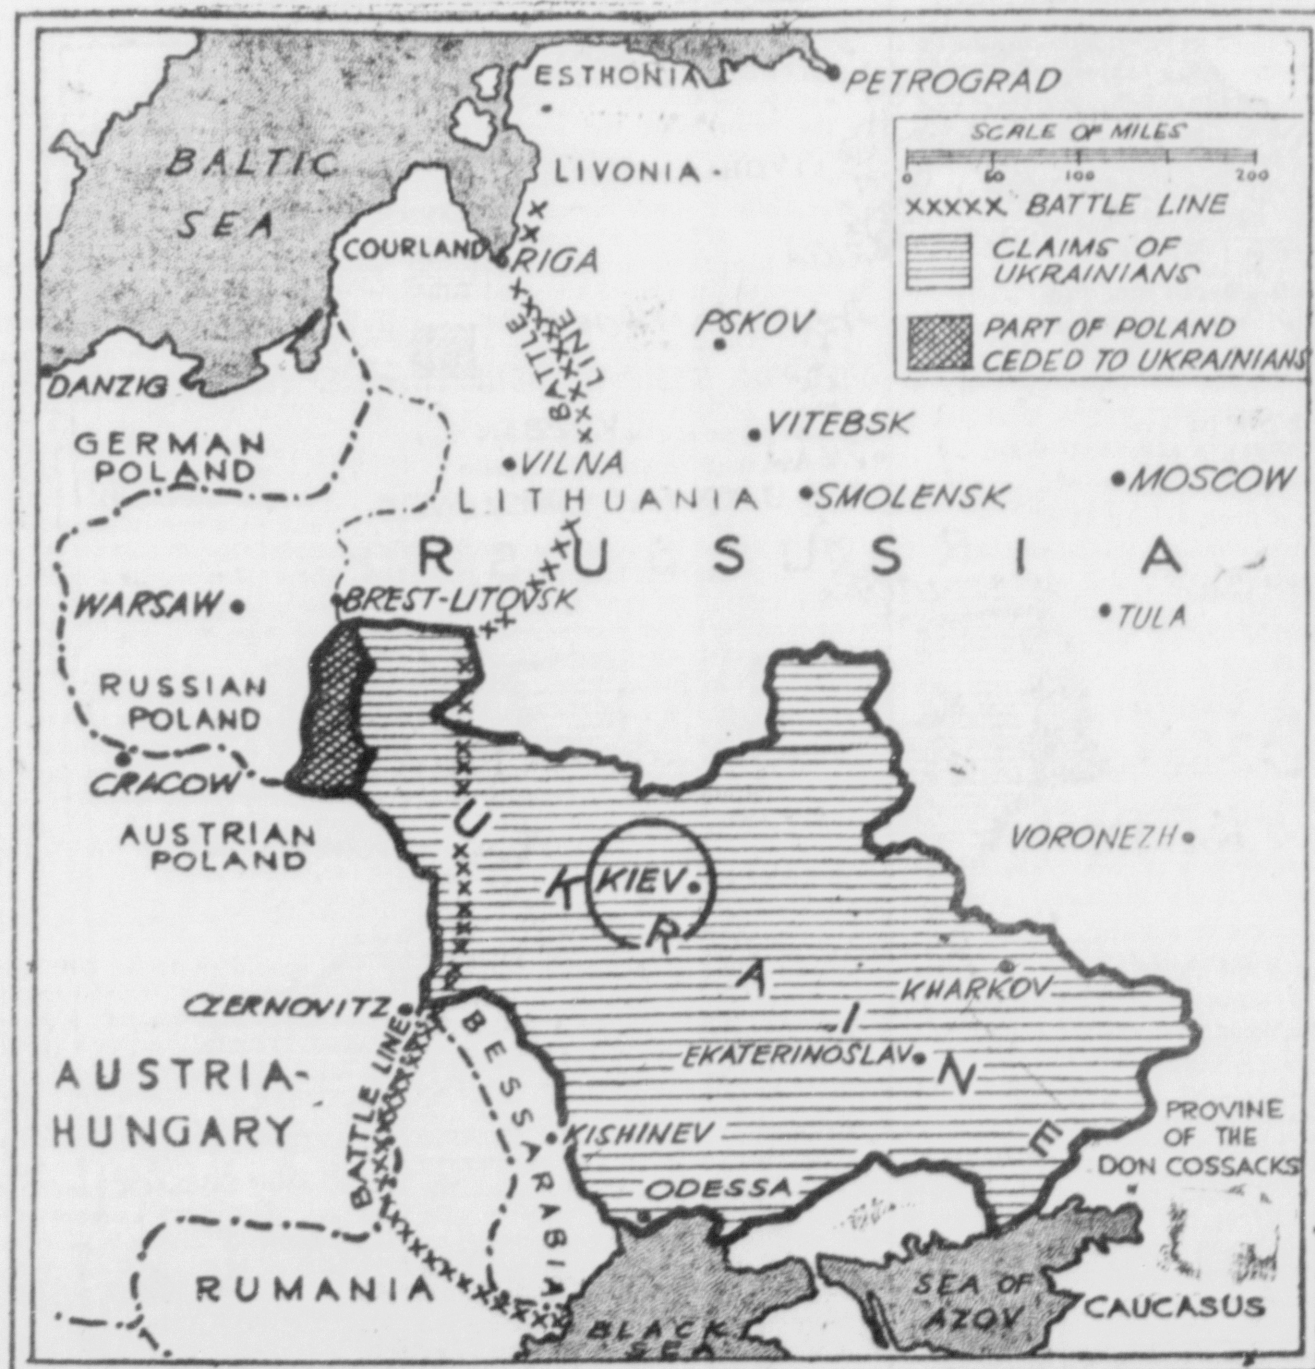 ESTHONIA
PETROGRAD
SCALE OF MILES
0 50 100 200
XXXXX BATTLE LINE
CLAIMS OF
UKRAINIANS
PART OF POLAND
CEDED TO UKRAINIANS
BALTIC
SEA
LIVONIA
COURLAND
RIGA
BATTLE LINE
PSKOV
DANZIG
GERMAN
POLAND
VITEBSK
VILNA
MOSCOW
LITHUANIA
SMOLENSK
RUSSIA
WARSAW
BREST-LITOVSK
TULA
RUSSIAN
POLAND
CRACOW
AUSTRIAN
POLAND
VORONEZH
UKRAINE
KIEV
KHARKOV
CZERNOVITZ
BESSARABIA
EKATERINOSLAV
AUSTRIA-
HUNGARY
BATTLE LINE
KISHINEV
PROVINE
OF THE
DON COSSACKS
ODESSA
RUMANIA
SEA OF
AZOV
CAUCASUS
BLACK
SEA